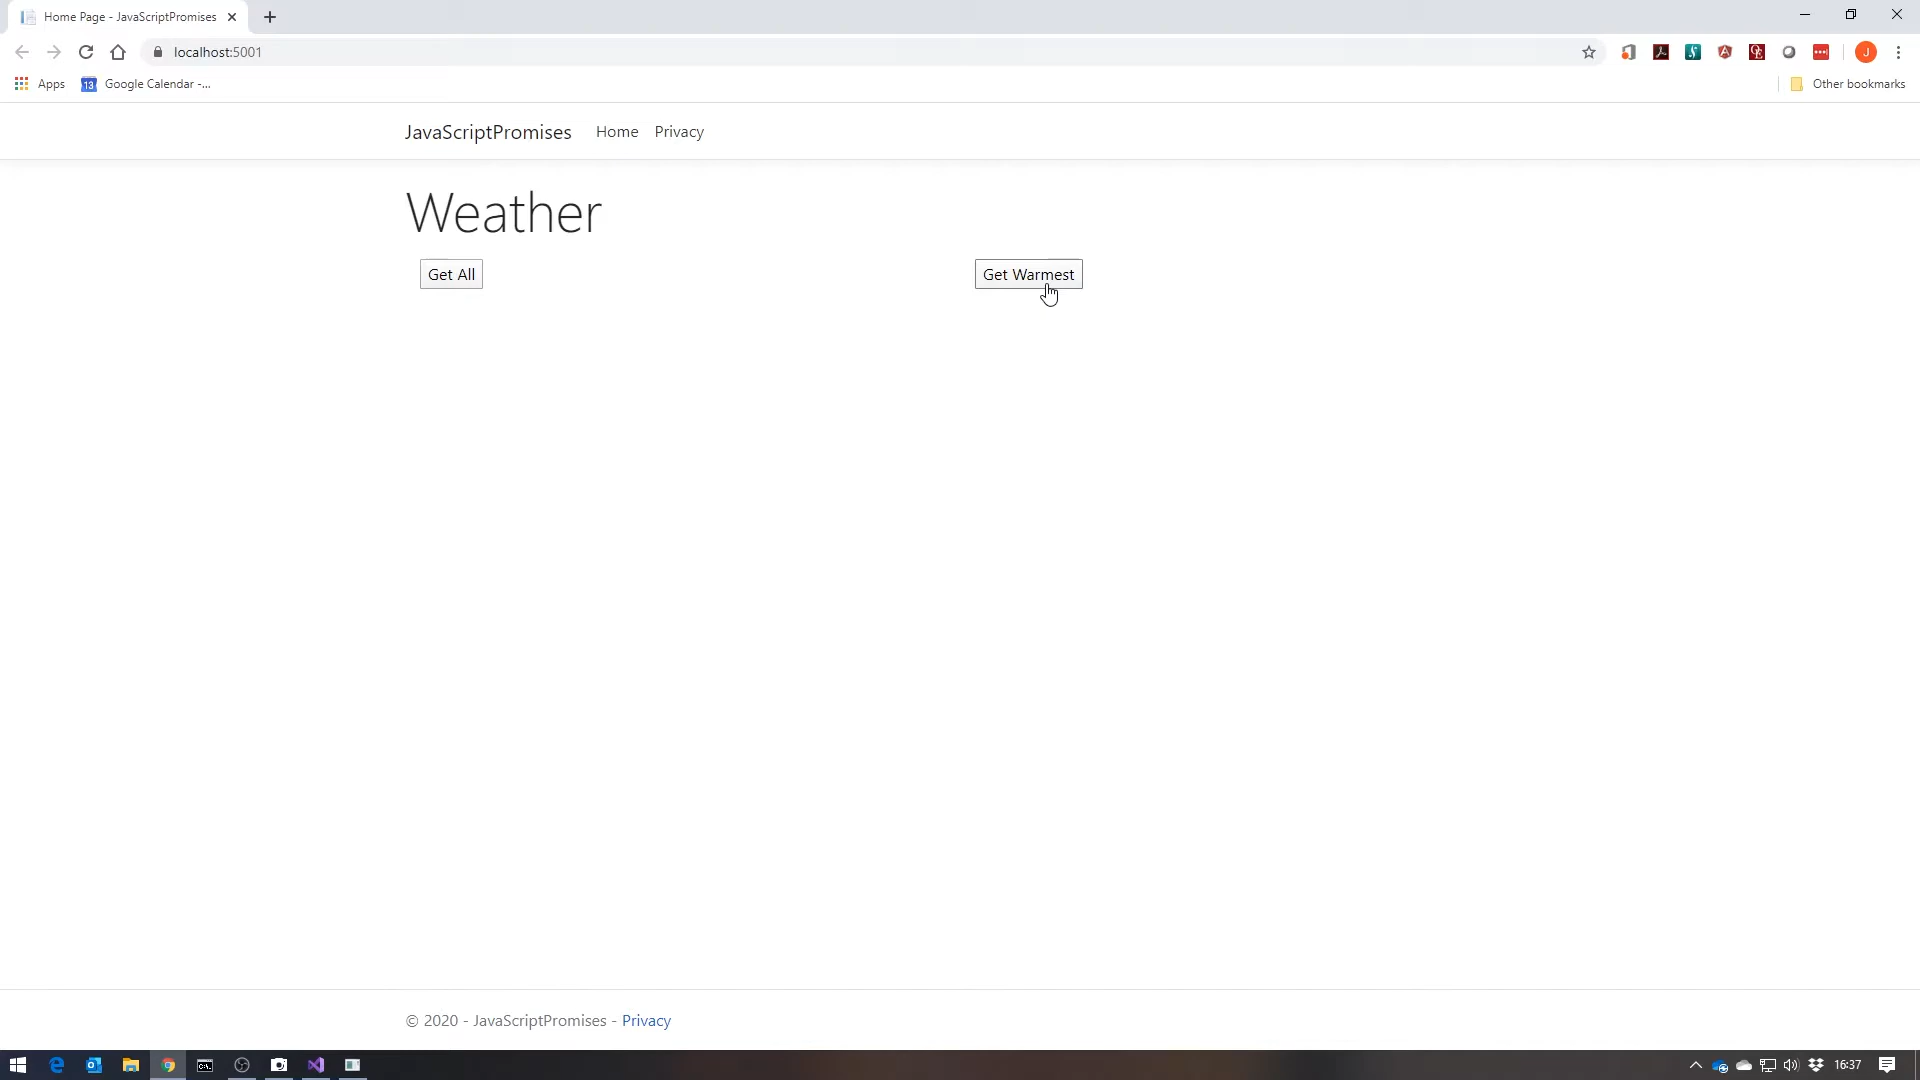 Home Page - JavaScriptPromises
localhost:5001
J
Apps
13
Google Calendar -...
Other bookmarks
JavaScriptPromises Home Privacy
Weather
Get All
Get Warmest
© 2020 - JavaScriptPromises - Privacy
16:37